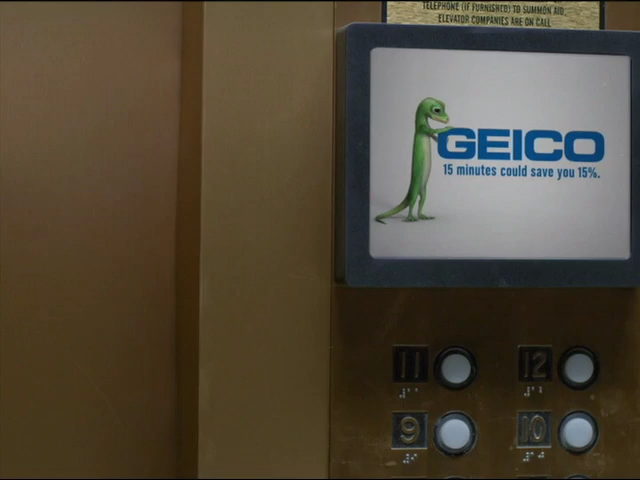 TELEPHONE (IF FURNISHED) TO SUMMON AID.
ELEVATOR COMPANIES ARE ON CALL
GEICO
15 minutes could save you 15%.
11
12
9
10